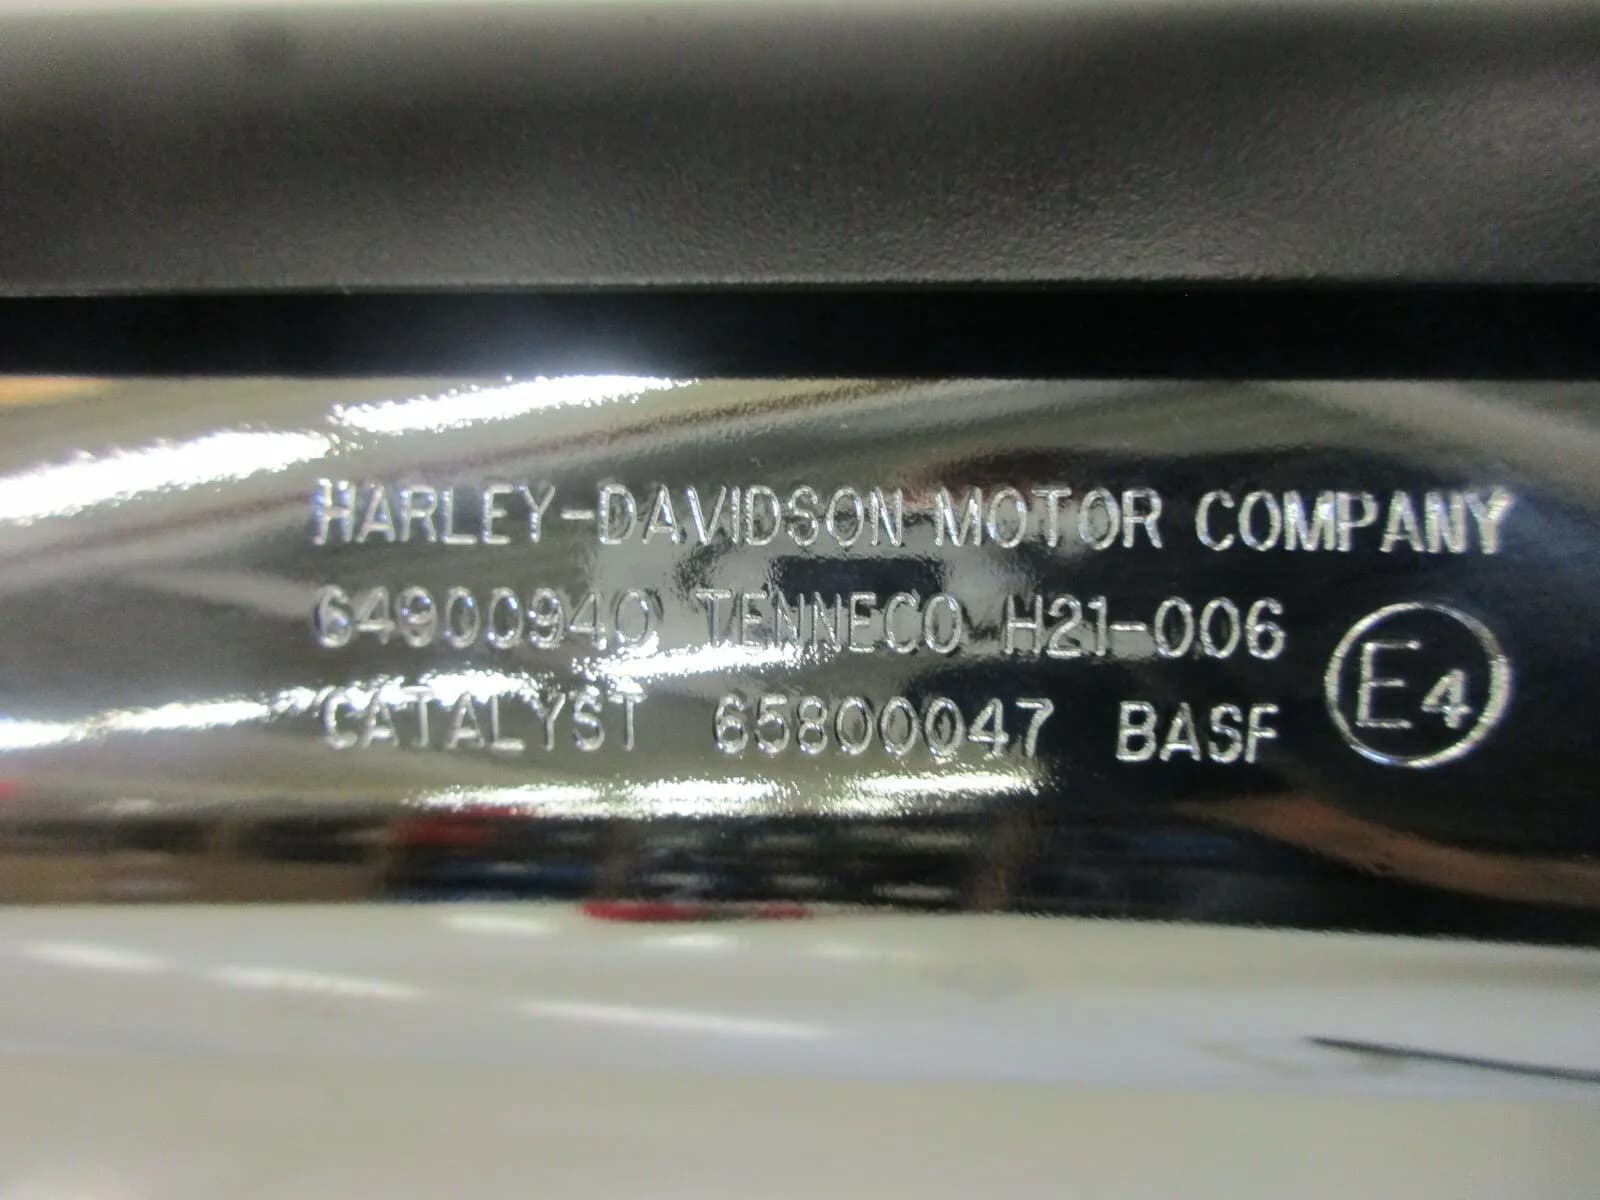 HARLEY-DAVIDSON MOTOR COMPANY
64900940 TENNECO H21-006
CATALYST 65800047 BASF
E4